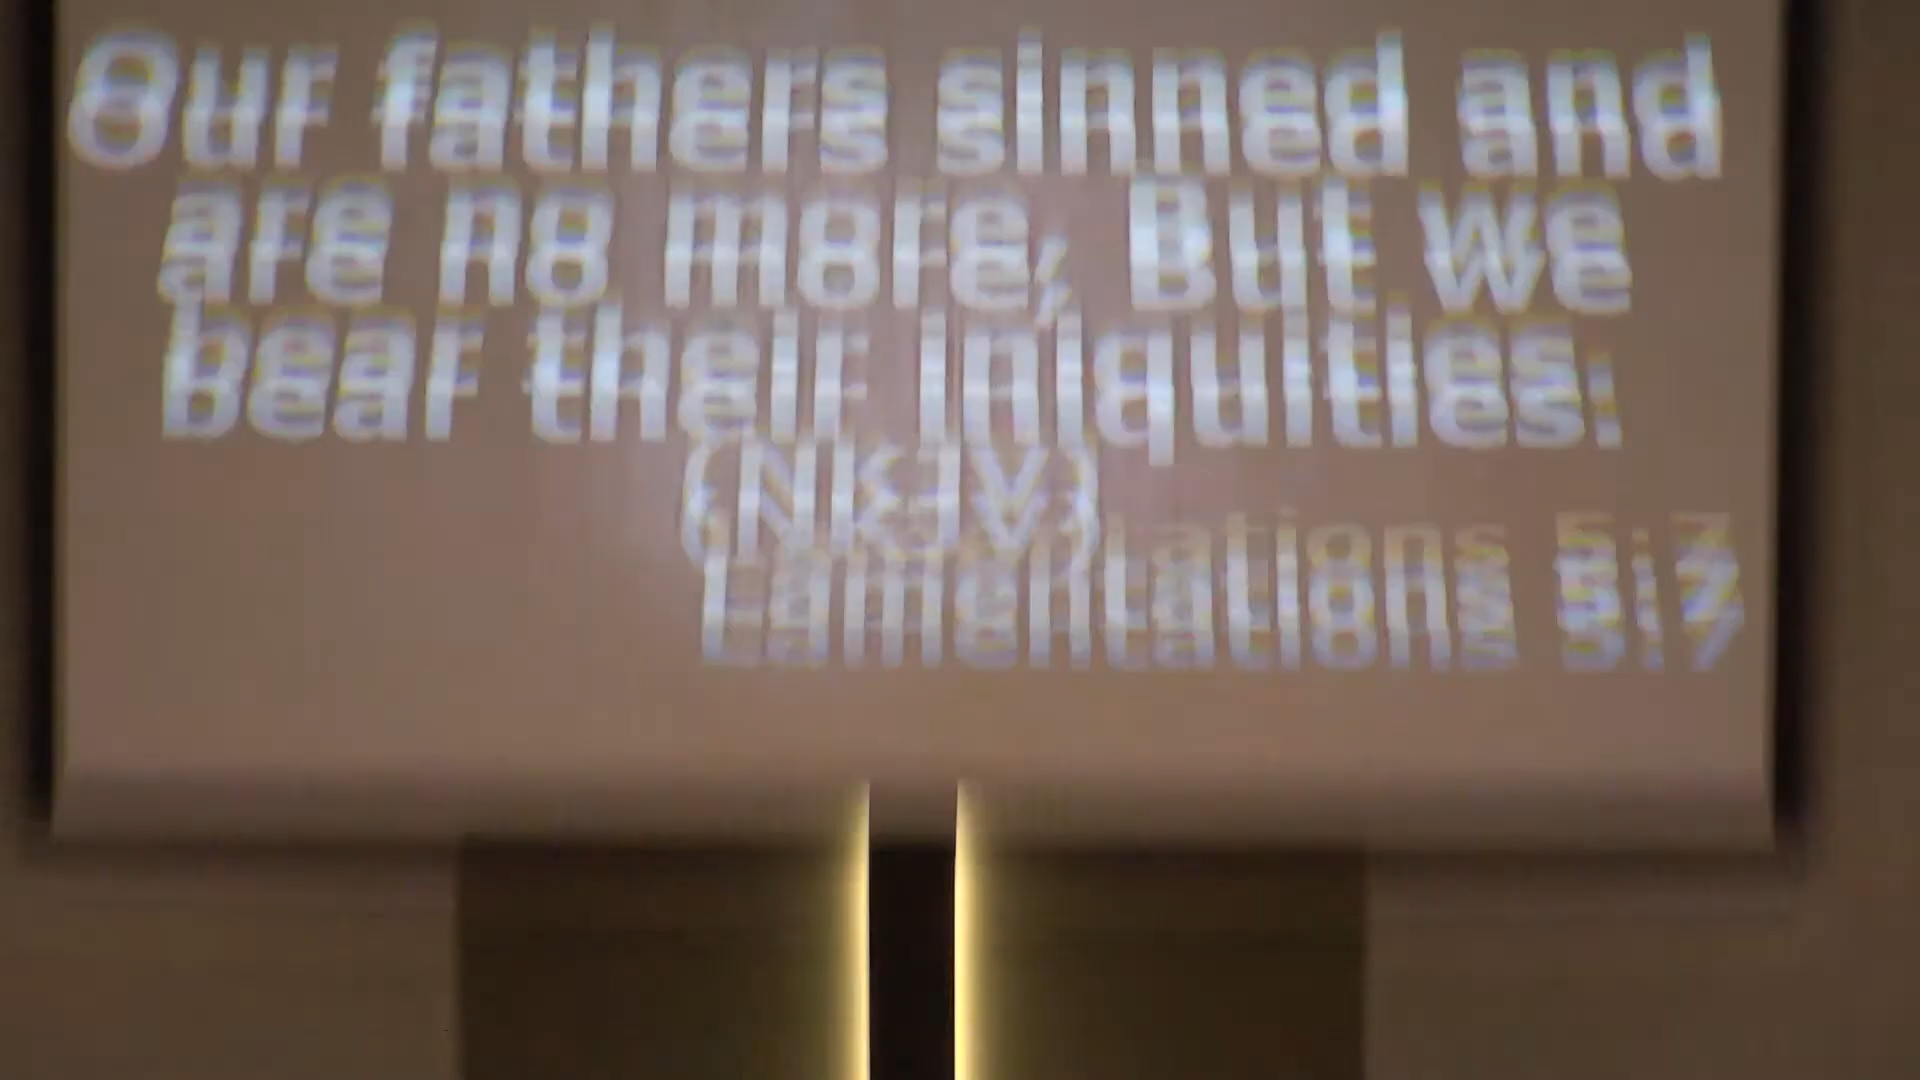 Our fathers sinned and
are no more, But we
bear their iniquities.
(NKJV)
Lamentations 5:7